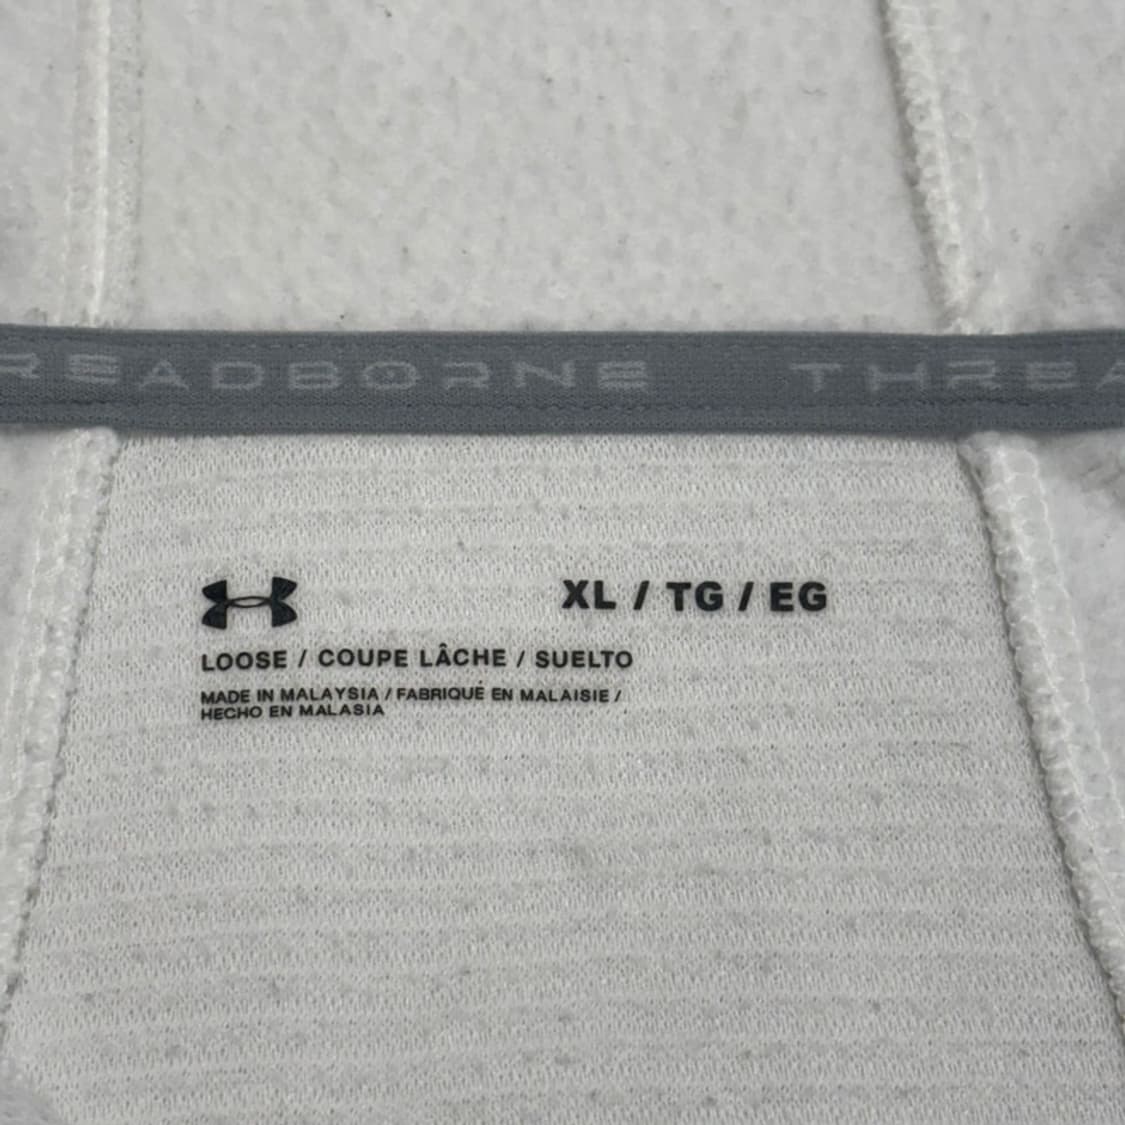 READBORNE THREA
XL / TG / EG
LOOSE / COUPE LÂCHE / SUELTO
MADE IN MALAYSIA / FABRIQUÉ EN MALAISIE /
HECHO EN MALASIA